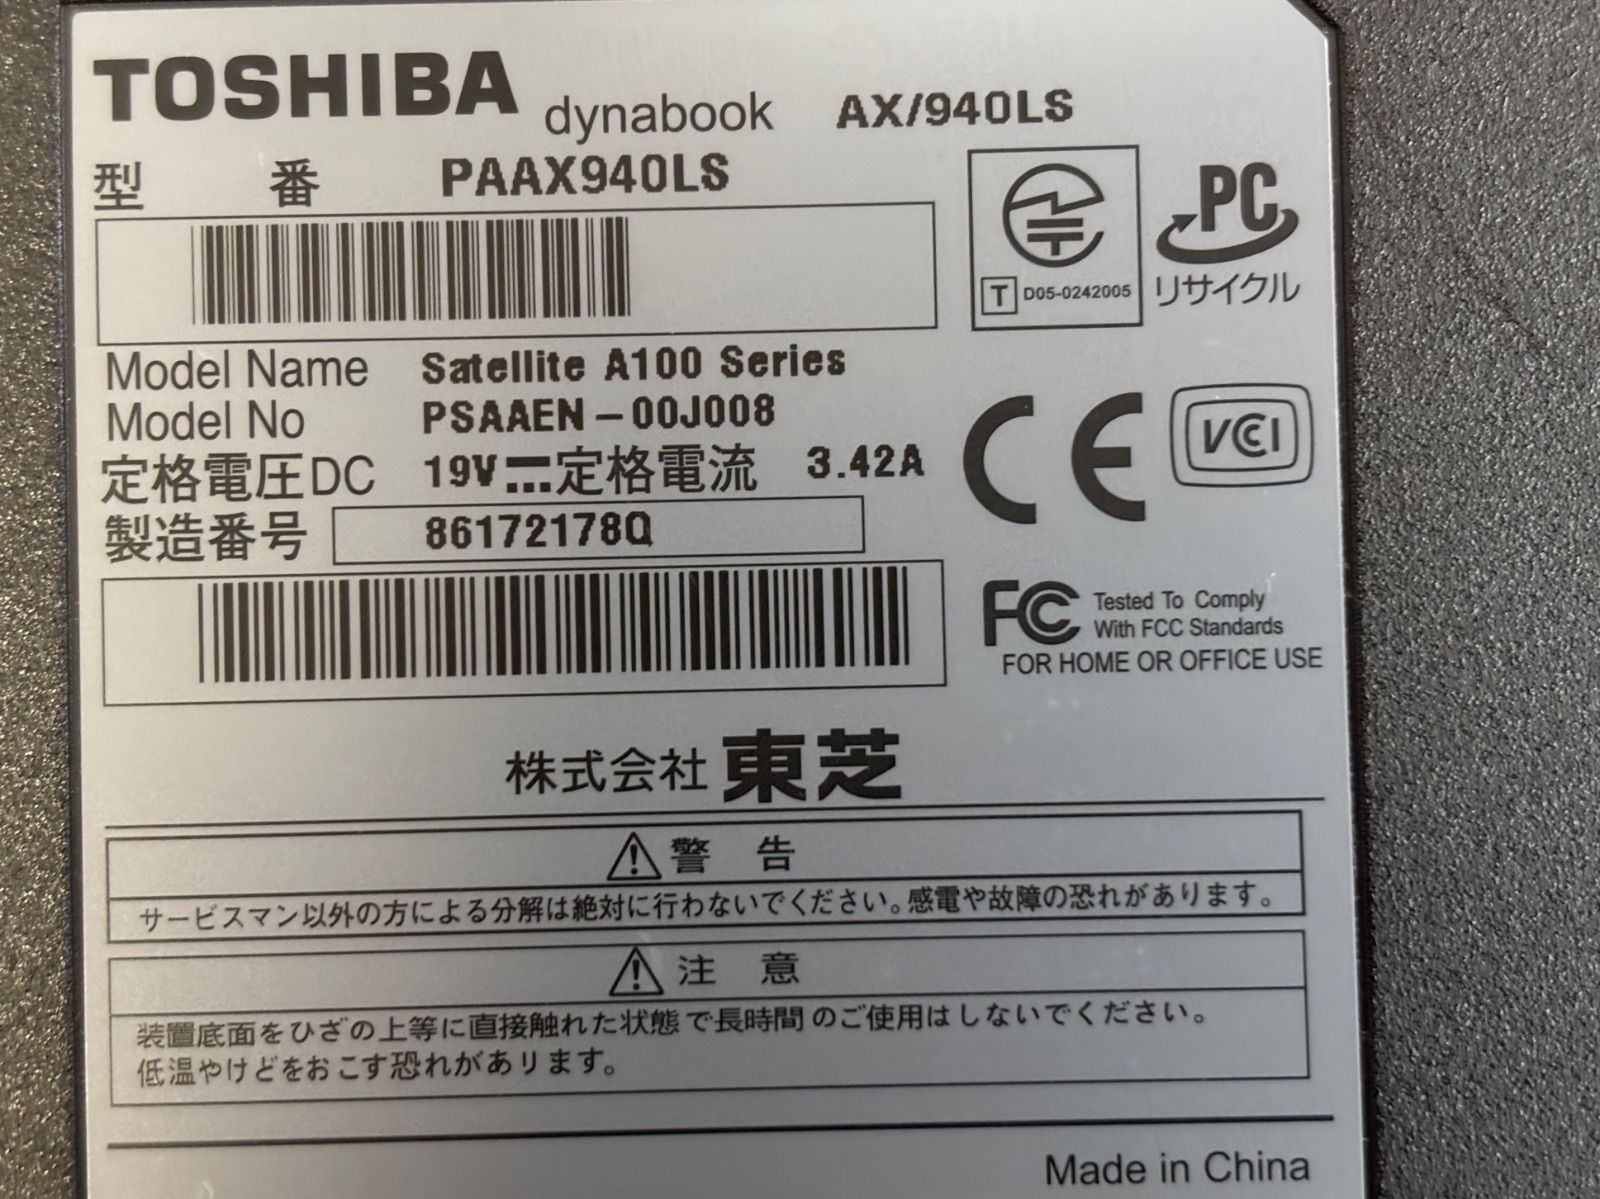 TOSHIBA dynabook AX/940LS
型 番 PAAX940LS
T D05-0242005
PC
リサイクル
Model Name Satellite A100 Series
Model No PSAAEN-00J008
定格電圧DC 19V 定格電流 3.42A
製造番号 86172178Q
CE
VCCI
FC Tested To Comply
With FCC Standards
FOR HOME OR OFFICE USE
株式会社 東芝
警 告
サービスマン以外の方による分解は絶対に行わないでください。感電や故障の恐れがあります。
注 意
装置底面をひざの上等に直接触れた状態で長時間のご使用はしないでください。
低温やけどをおこす恐れがあります。
Made in China